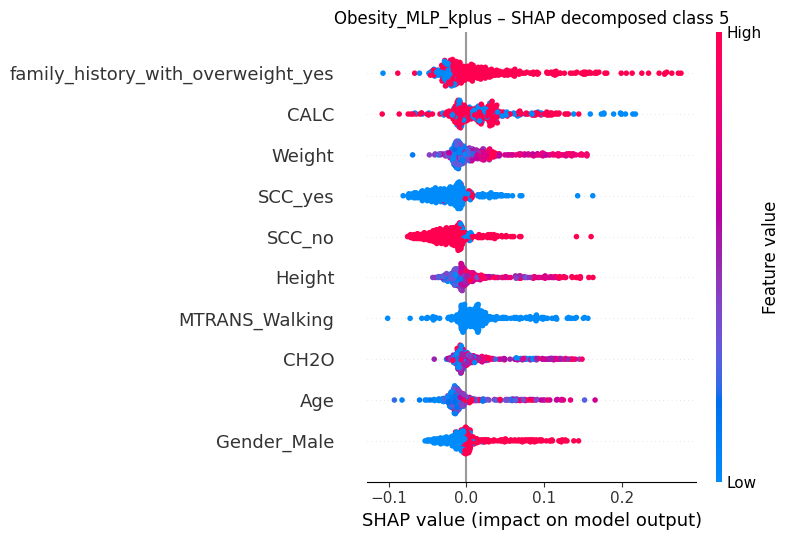 Obesity_MLP_kplus – SHAP decomposed class 5
High
family_history_with_overweight_yes
CALC
Weight
SCC_yes
SCC_no
Height
MTRANS_Walking
CH2O
Age
Gender_Male
Feature value
Low
−0.1 0.0 0.1 0.2
SHAP value (impact on model output)